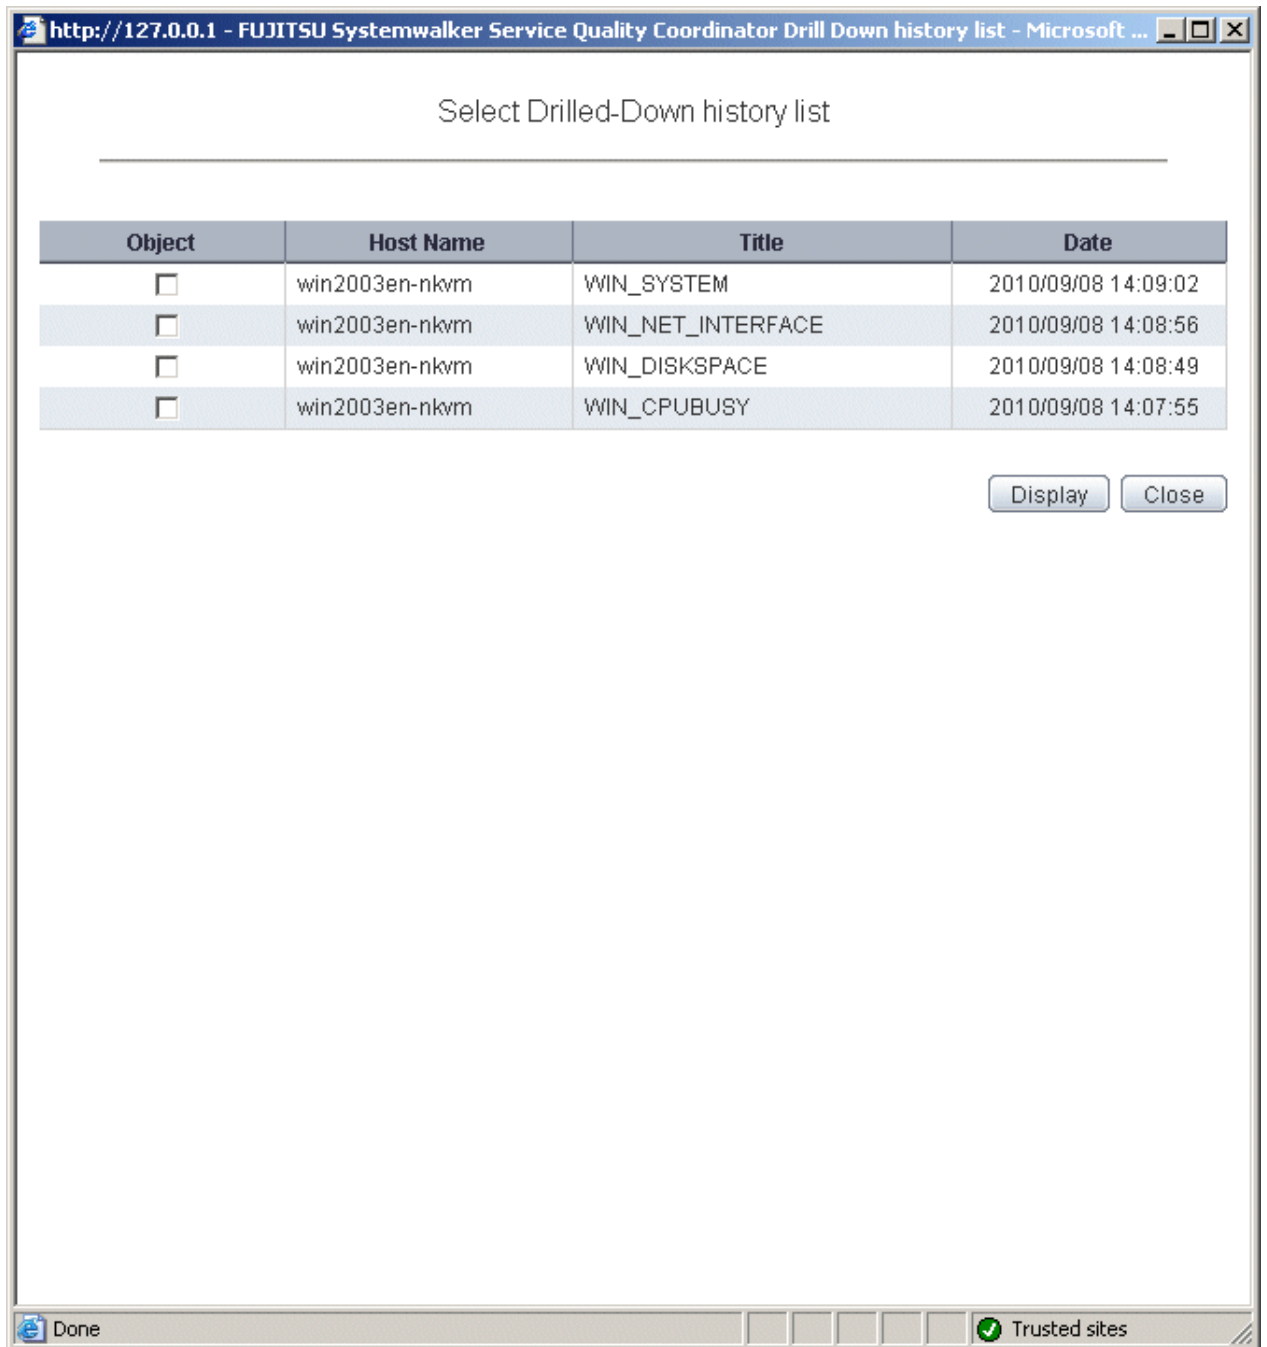 http://127.0.0.1 - FUJITSU Systemwalker Service Quality Coordinator Drill Down history list - Microsoft ...
Select Drilled-Down history list
Object Host Name Title Date
win2003en-nkvm WIN_SYSTEM 2010/09/08 14:09:02
win2003en-nkvm WIN_NET_INTERFACE 2010/09/08 14:08:56
win2003en-nkvm WIN_DISKSPACE 2010/09/08 14:08:49
win2003en-nkvm WIN_CPUBUSY 2010/09/08 14:07:55
Display Close
Done Trusted sites